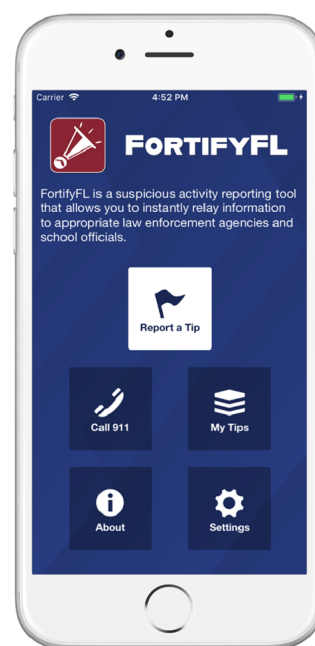 Carrier 4:52 PM
FORTIFYFL
FortifyFL is a suspicious activity reporting tool
that allows you to instantly relay information
to appropriate law enforcement agencies and
school officials.
Report a Tip
Call 911 My Tips
About Settings